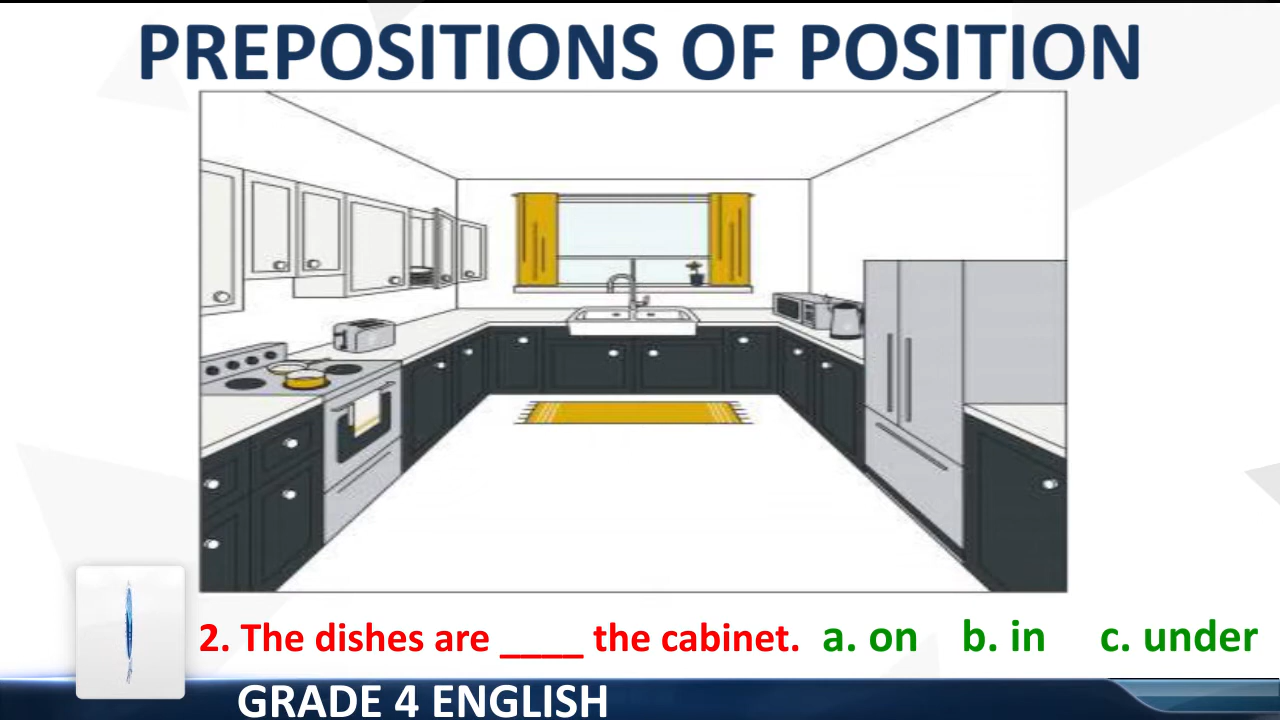 PREPOSITIONS OF POSITION
2. The dishes are ____ the cabinet. a. on b. in c. under
GRADE 4 ENGLISH